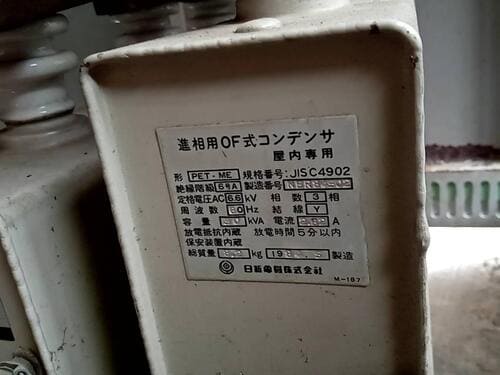 進相用OF式コンデンサ
屋内専用
形 PET-ME 規格番号:JISC4902
絶縁階級 6号A 製造番号
定格電圧AC 6.6 kV 相数 3 相
周波数 60 Hz 結線 Y
容量 kVA 電流 A
放電抵抗内蔵 放電時間5分以内
保安装置内蔵
総質量 kg 製造
日新電機株式会社
M-187